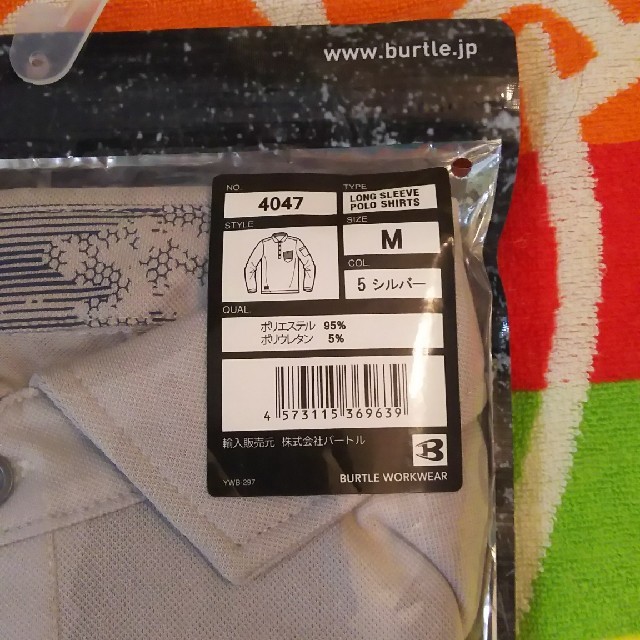 www.burtle.jp
NO.
4047
TYPE
LONG SLEEVE
POLO SHIRTS
STYLE
SIZE
M
COL.
5 シルバー
QUAL.
ポリエステル 95%
ポリウレタン 5%
4 573115 369639
輸入販売元 株式会社バートル
YWB-297
BURTLE WORKWEAR